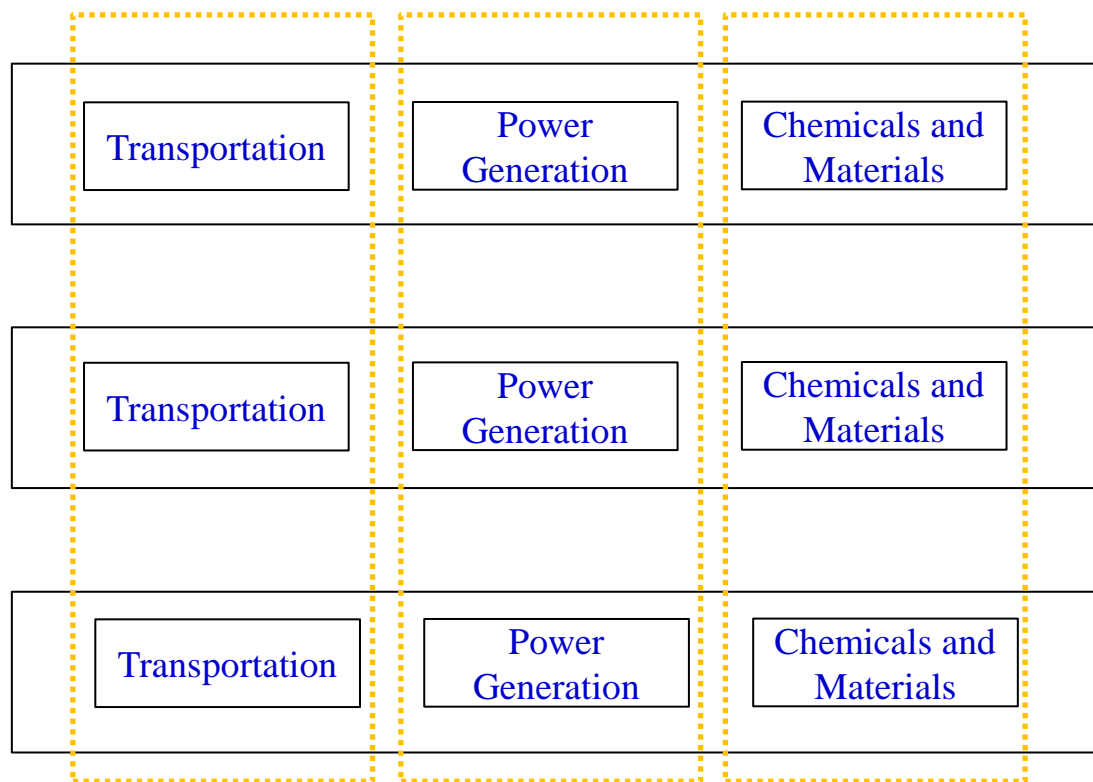 Transportation
Power
Generation
Chemicals and
Materials
Transportation
Power
Generation
Chemicals and
Materials
Transportation
Power
Generation
Chemicals and
Materials